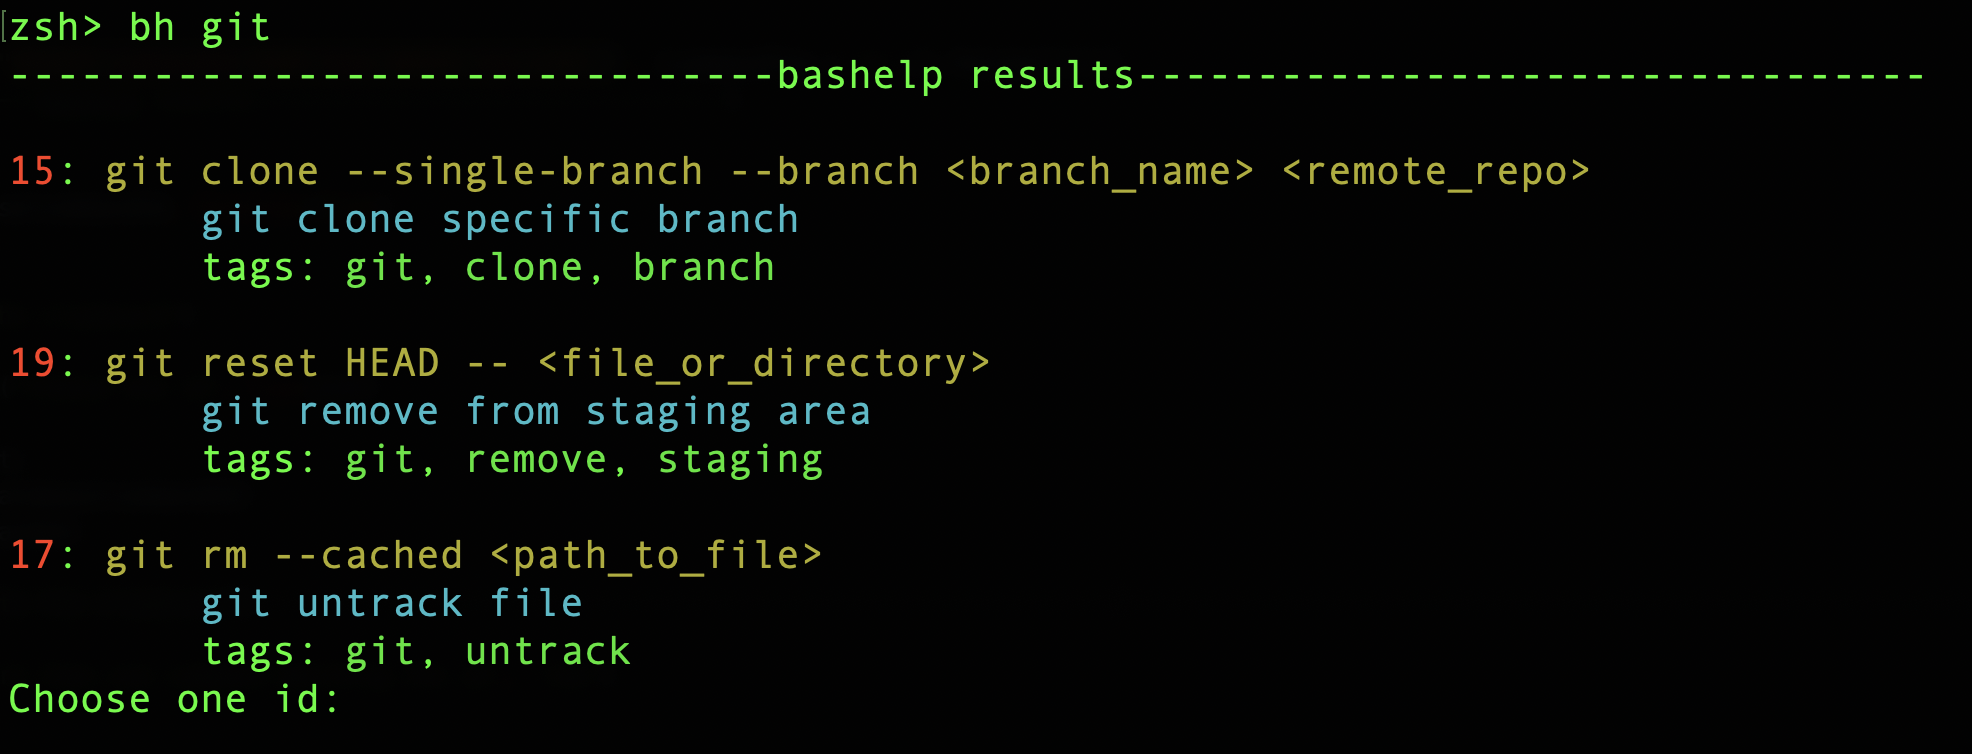 zsh> bh git
--------------------------------bashelp results---------------------------------
15: git clone --single-branch --branch <branch_name> <remote_repo>
git clone specific branch
tags: git, clone, branch
19: git reset HEAD -- <file_or_directory>
git remove from staging area
tags: git, remove, staging
17: git rm --cached <path_to_file>
git untrack file
tags: git, untrack
Choose one id: